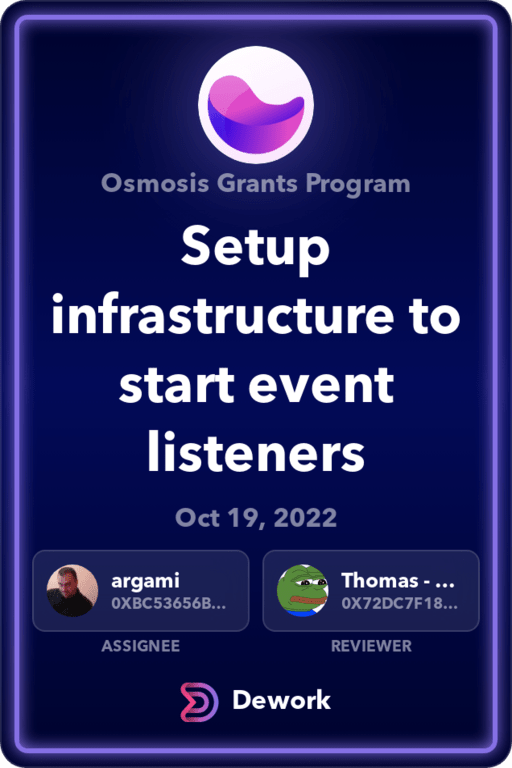 Osmosis Grants Program
Setup
infrastructure to
start event
listeners
Oct 19, 2022
argami
0XBC53656B...
ASSIGNEE
Thomas - ...
0X72DC7F18...
REVIEWER
Dework